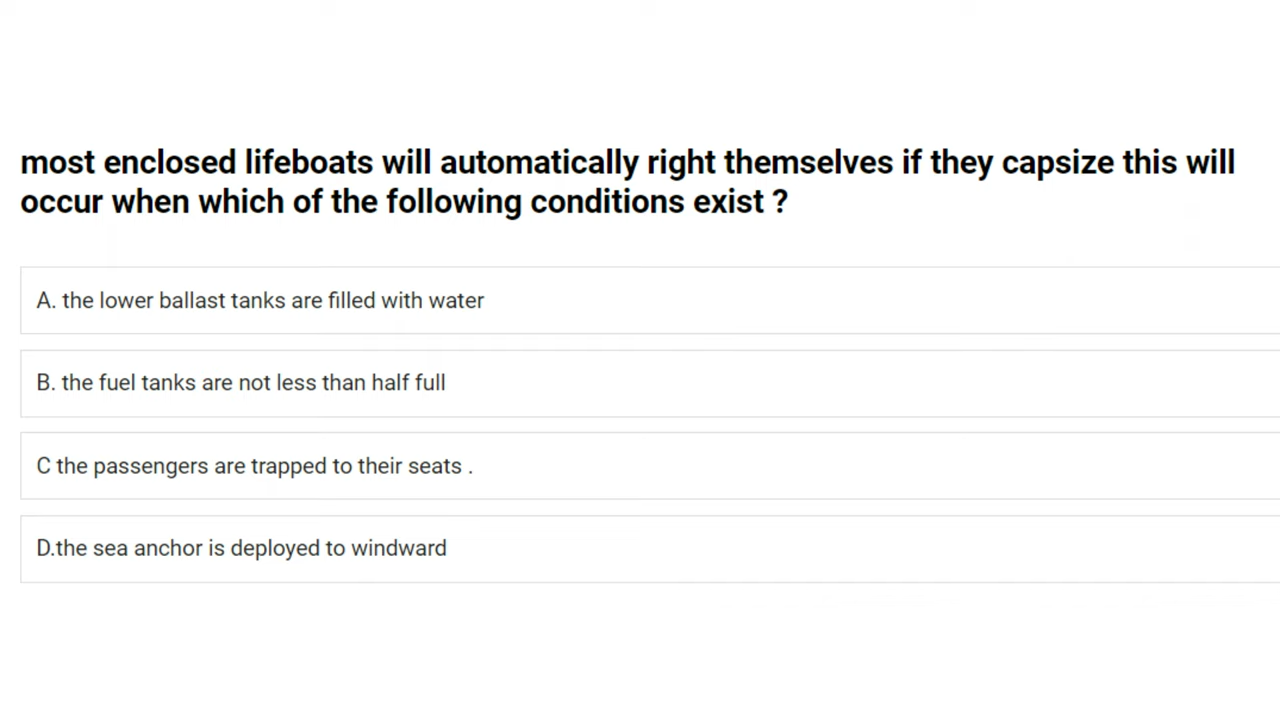 most enclosed lifeboats will automatically right themselves if they capsize this will
occur when which of the following conditions exist ?
A. the lower ballast tanks are filled with water
B. the fuel tanks are not less than half full
C the passengers are trapped to their seats .
D.the sea anchor is deployed to windward